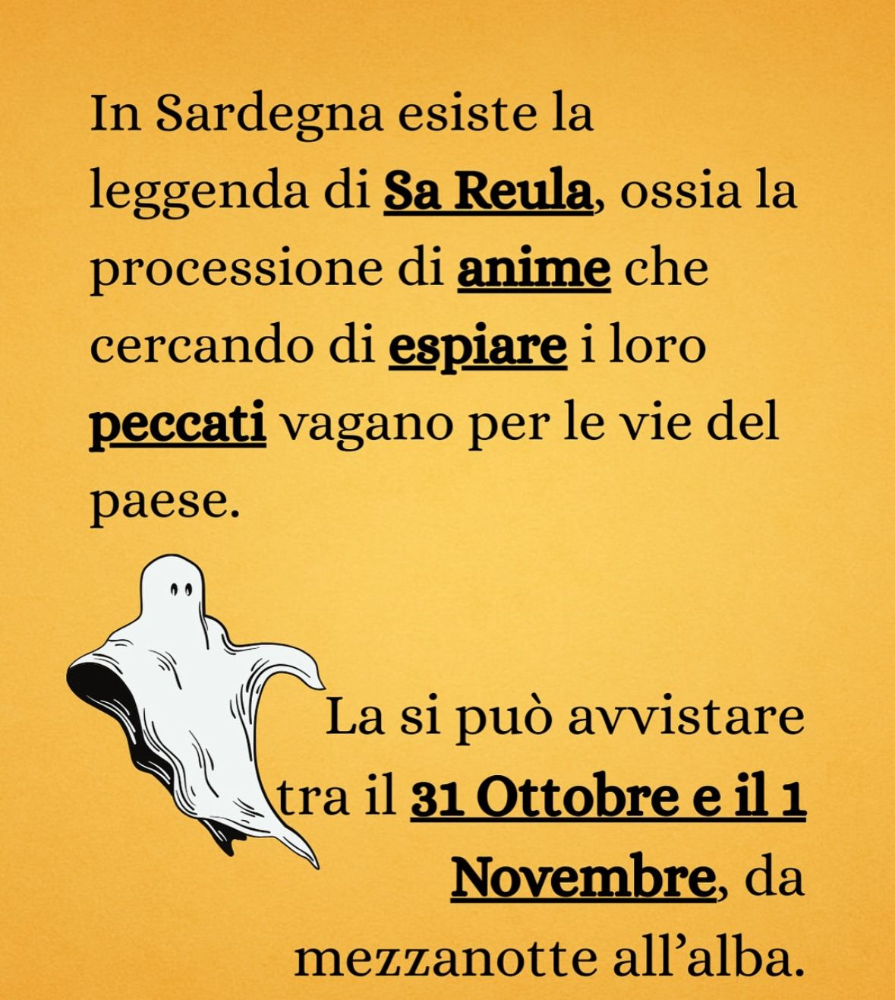 In Sardegna esiste la
leggenda di Sa Reula, ossia la
processione di anime che
cercando di espiare i loro
peccati vagano per le vie del
paese.
La si può avvistare
tra il 31 Ottobre e il 1
Novembre, da
mezzanotte all’alba.